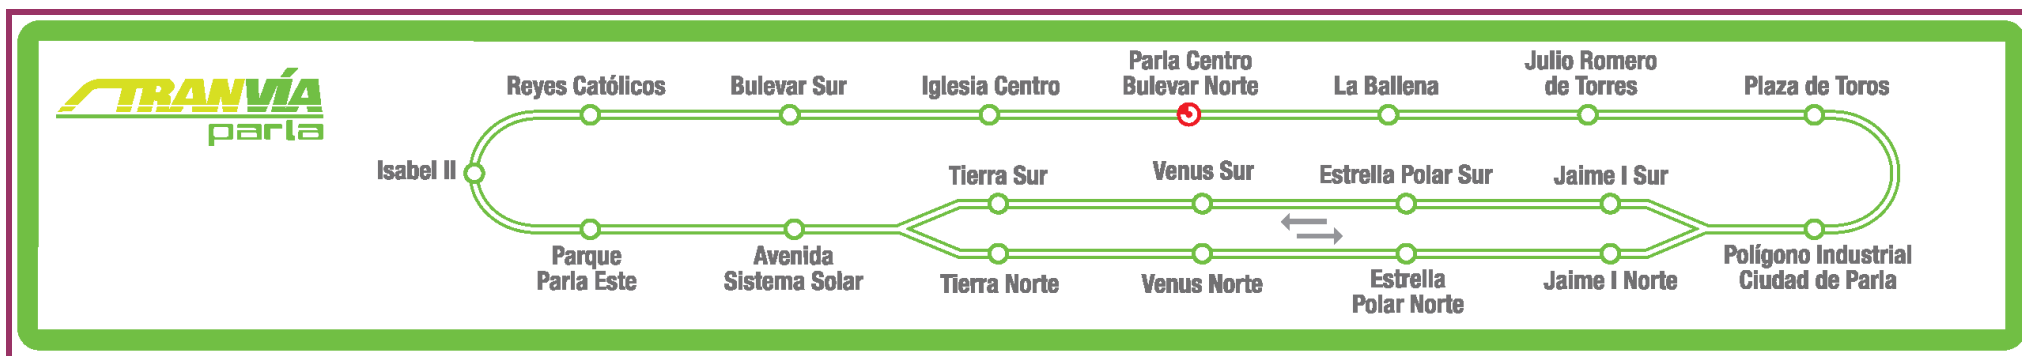 TRANVÍA
parla
Reyes Católicos
Bulevar Sur
Iglesia Centro
Parla Centro
Bulevar Norte
La Ballena
Julio Romero
de Torres
Plaza de Toros
Isabel II
Tierra Sur
Venus Sur
Estrella Polar Sur
Jaime I Sur
Parque
Parla Este
Avenida
Sistema Solar
Tierra Norte
Venus Norte
Estrella
Polar Norte
Jaime I Norte
Polígono Industrial
Ciudad de Parla